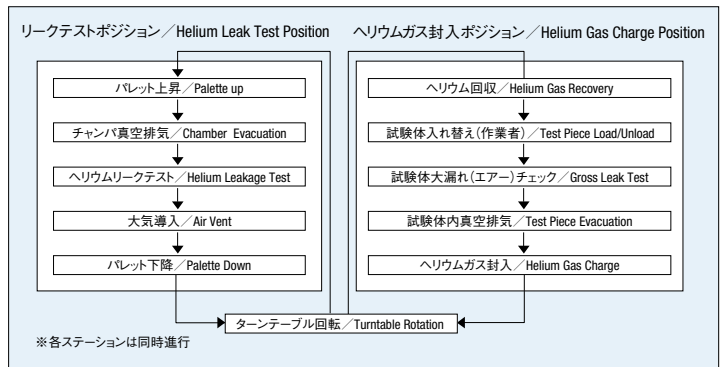 リークテストポジション／Helium Leak Test Position
パレット上昇／Palette up
チャンバ真空排気／Chamber Evacuation
ヘリウムリークテスト／Helium Leakage Test
大気導入／Air Vent
パレット下降／Palette Down
ヘリウムガス封入ポジション／Helium Gas Charge Position
ヘリウム回収／Helium Gas Recovery
試験体入れ替え（作業者）／Test Piece Load/Unload
試験体大漏れ（エアー）チェック／Gross Leak Test
試験体内真空排気／Test Piece Evacuation
ヘリウムガス封入／Helium Gas Charge
ターンテーブル回転／Turntable Rotation
※各ステーションは同時進行